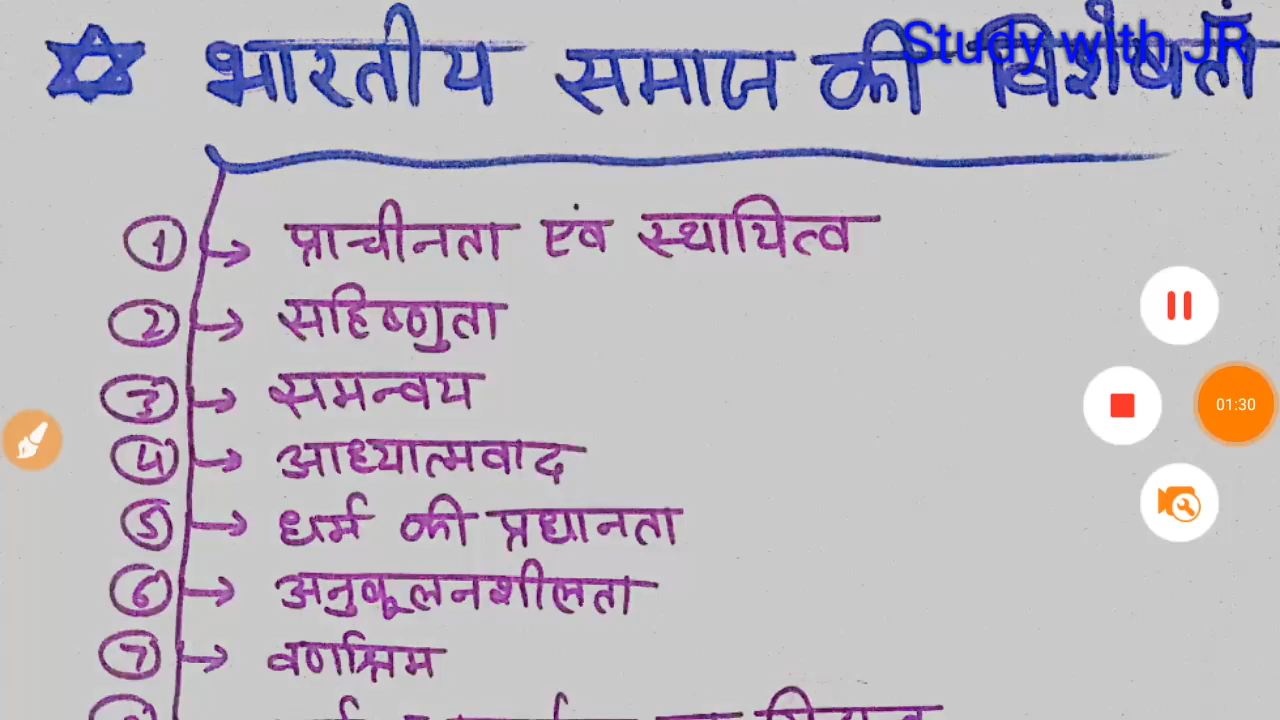 भारतीय समाज की विशेषता
Study with JR
① → प्राचीनता एंव स्थायित्व
② → सहिष्णुता
③ → समन्वय
④ → आध्यात्मवाद
⑤ → धर्म की प्रधानता
⑥ → अनुकूलनशीलता
⑦ → वर्णाश्रम
01:30